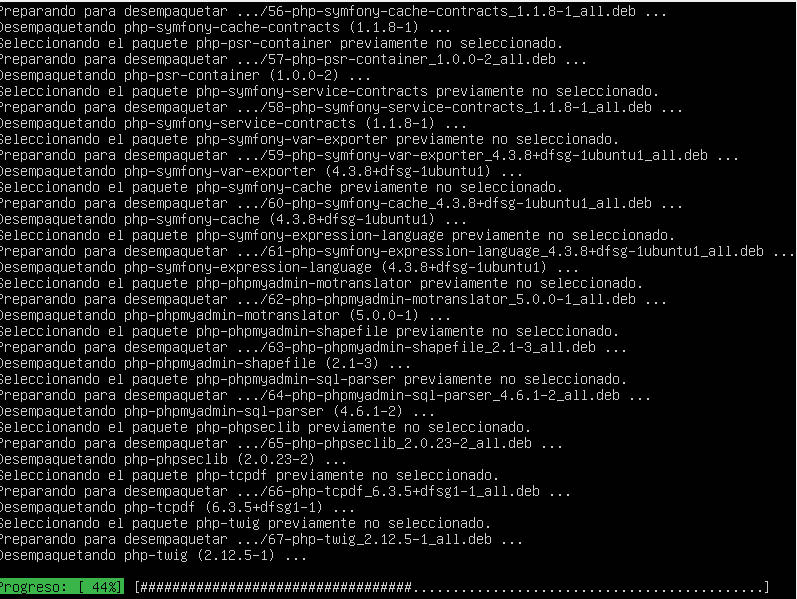 Preparando para desempaquetar .../56-php-symfony-cache-contracts_1.1.8-1_all.deb ...
Desempaquetando php-symfony-cache-contracts (1.1.8-1) ...
Seleccionando el paquete php-psr-container previamente no seleccionado.
Preparando para desempaquetar .../57-php-psr-container_1.0.0-2_all.deb ...
Desempaquetando php-psr-container (1.0.0-2) ...
Seleccionando el paquete php-symfony-service-contracts previamente no seleccionado.
Preparando para desempaquetar .../58-php-symfony-service-contracts_1.1.8-1_all.deb ...
Desempaquetando php-symfony-service-contracts (1.1.8-1) ...
Seleccionando el paquete php-symfony-var-exporter previamente no seleccionado.
Preparando para desempaquetar .../59-php-symfony-var-exporter_4.3.8+dfsg-1ubuntu1_all.deb ...
Desempaquetando php-symfony-var-exporter (4.3.8+dfsg-1ubuntu1) ...
Seleccionando el paquete php-symfony-cache previamente no seleccionado.
Preparando para desempaquetar .../60-php-symfony-cache_4.3.8+dfsg-1ubuntu1_all.deb ...
Desempaquetando php-symfony-cache (4.3.8+dfsg-1ubuntu1) ...
Seleccionando el paquete php-symfony-expression-language previamente no seleccionado.
Preparando para desempaquetar .../61-php-symfony-expression-language_4.3.8+dfsg-1ubuntu1_all.deb ...
Desempaquetando php-symfony-expression-language (4.3.8+dfsg-1ubuntu1) ...
Seleccionando el paquete php-phpmyadmin-motranslator previamente no seleccionado.
Preparando para desempaquetar .../62-php-phpmyadmin-motranslator_5.0.0-1_all.deb ...
Desempaquetando php-phpmyadmin-motranslator (5.0.0-1) ...
Seleccionando el paquete php-phpmyadmin-shapefile previamente no seleccionado.
Preparando para desempaquetar .../63-php-phpmyadmin-shapefile_2.1-3_all.deb ...
Desempaquetando php-phpmyadmin-shapefile (2.1-3) ...
Seleccionando el paquete php-phpmyadmin-sql-parser previamente no seleccionado.
Preparando para desempaquetar .../64-php-phpmyadmin-sql-parser_4.6.1-2_all.deb ...
Desempaquetando php-phpmyadmin-sql-parser (4.6.1-2) ...
Seleccionando el paquete php-phpseclib previamente no seleccionado.
Preparando para desempaquetar .../65-php-phpseclib_2.0.23-2_all.deb ...
Desempaquetando php-phpseclib (2.0.23-2) ...
Seleccionando el paquete php-tcpdf previamente no seleccionado.
Preparando para desempaquetar .../66-php-tcpdf_6.3.5+dfsg1-1_all.deb ...
Desempaquetando php-tcpdf (6.3.5+dfsg1-1) ...
Seleccionando el paquete php-twig previamente no seleccionado.
Preparando para desempaquetar .../67-php-twig_2.12.5-1_all.deb ...
Desempaquetando php-twig (2.12.5-1) ...
Progreso: [ 44%] [##################################............................................]